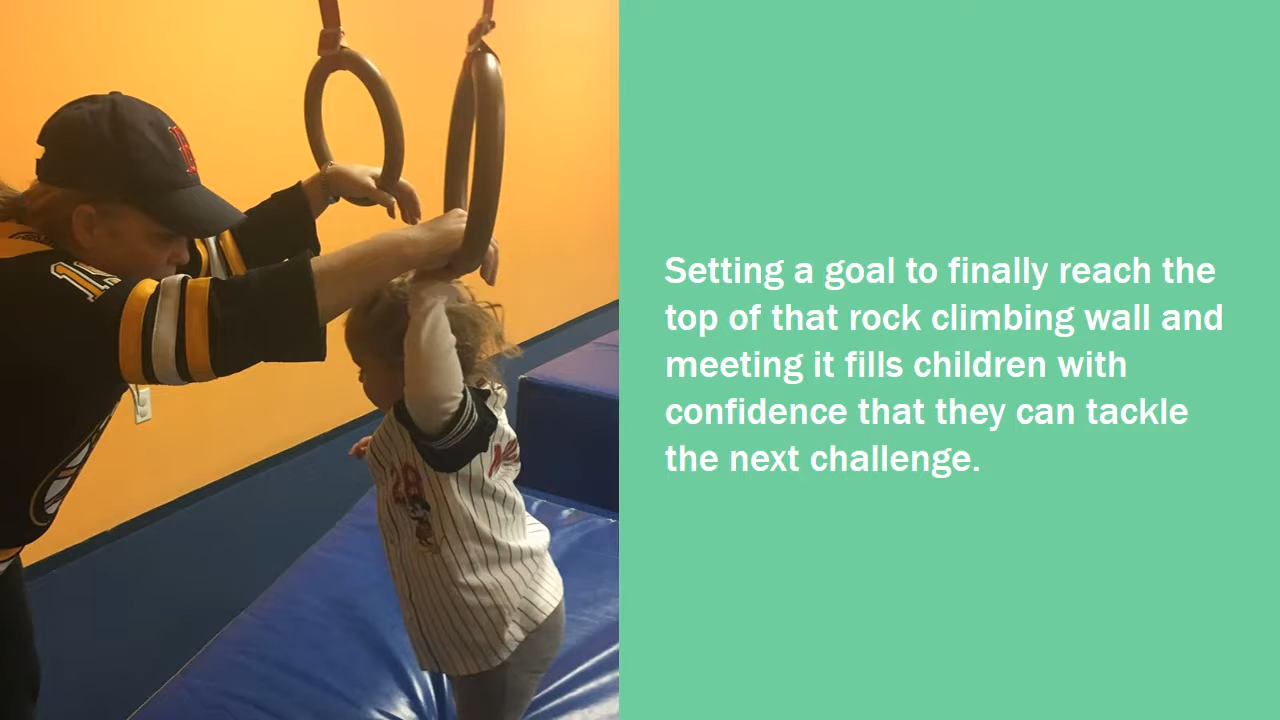 B
28
Setting a goal to finally reach the
top of that rock climbing wall and
meeting it fills children with
confidence that they can tackle
the next challenge.